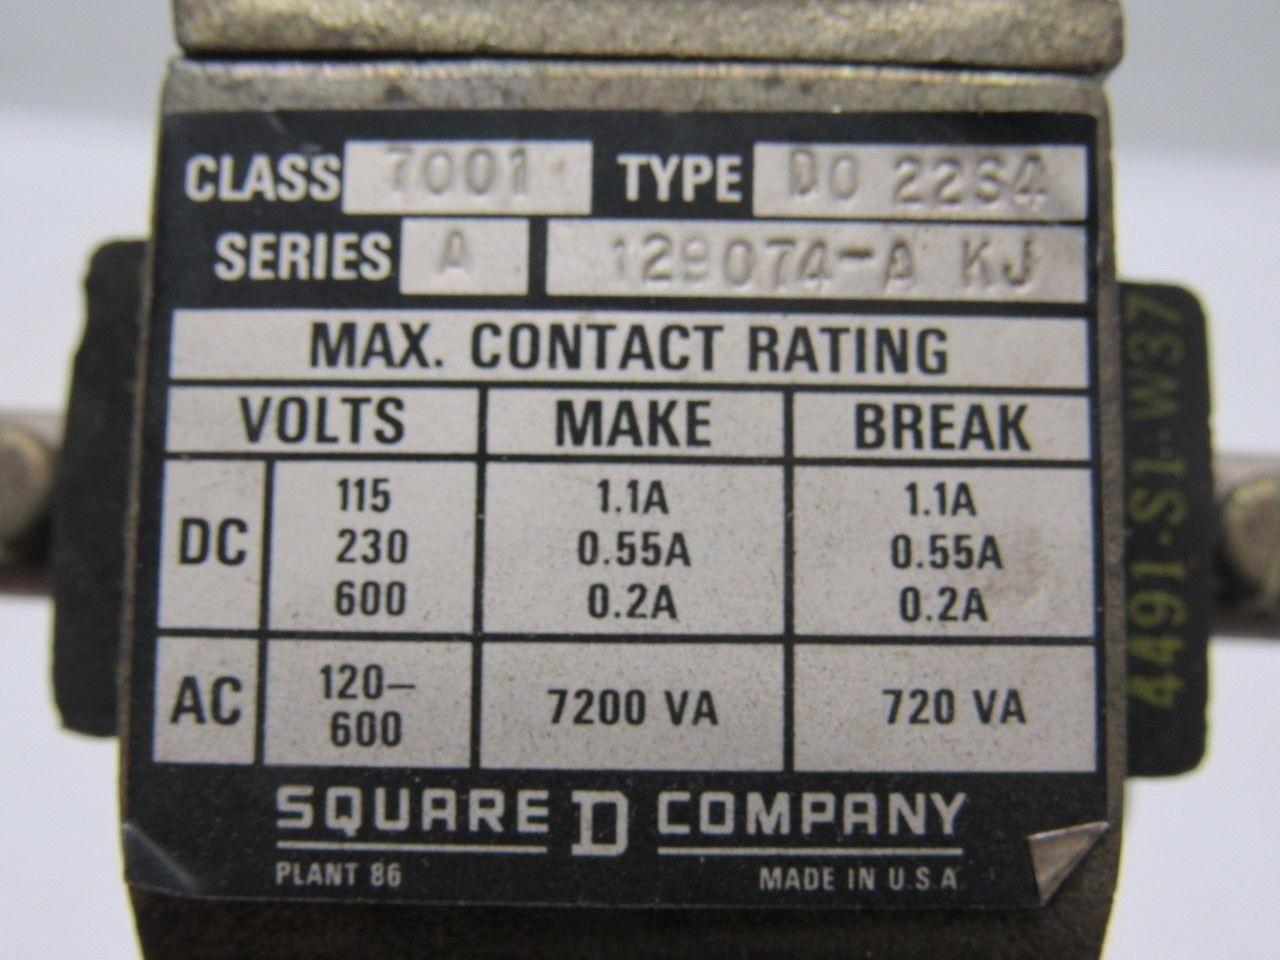 CLASS 7001 TYPE DO 22S4
SERIES A 129074-A KJ
MAX. CONTACT RATING
VOLTS MAKE BREAK
DC 115 1.1A 1.1A
230 0.55A 0.55A
600 0.2A 0.2A
AC 120-600 7200 VA 720 VA
SQUARE D COMPANY
PLANT 86 MADE IN U.S.A
4491-S1-W37